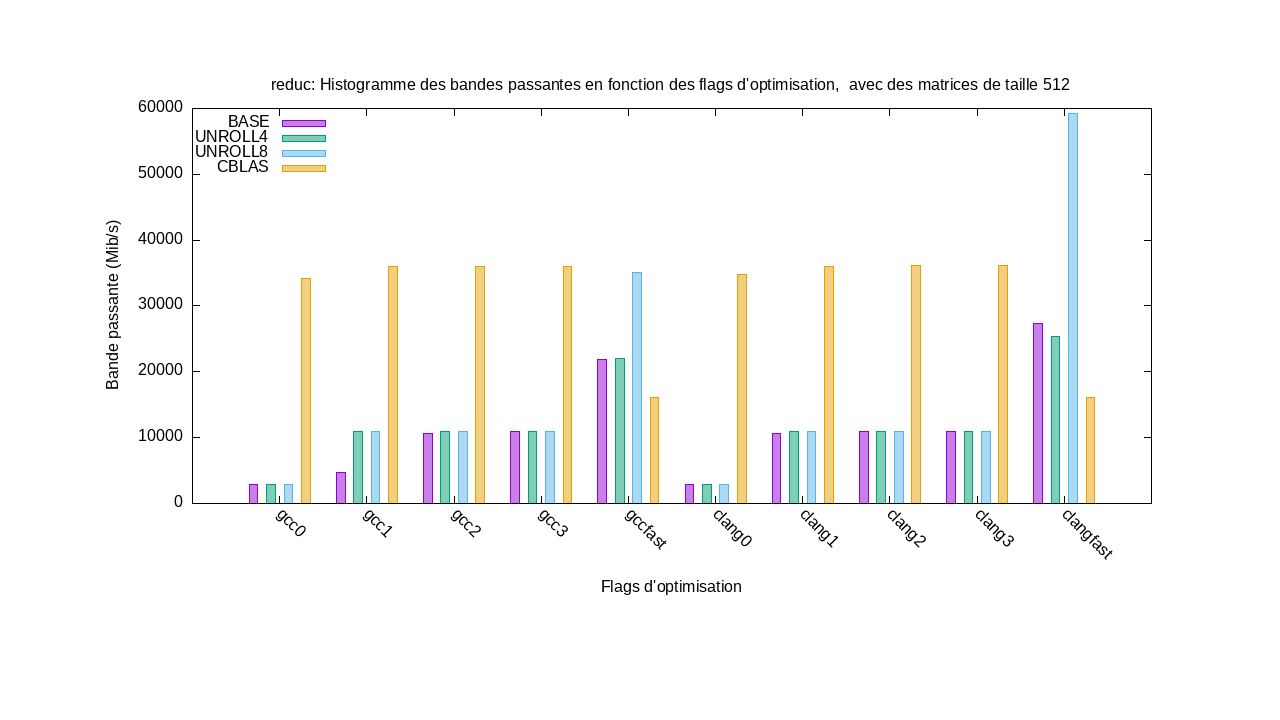 reduc: Histogramme des bandes passantes en fonction des flags d'optimisation,  avec des matrices de taille 512
60000
50000
40000
30000
20000
10000
0
Bande passante (Mib/s)
BASE
UNROLL4
UNROLL8
CBLAS
gcc0
gcc1
gcc2
gcc3
gccfast
clang0
clang1
clang2
clang3
clangfast
Flags d'optimisation